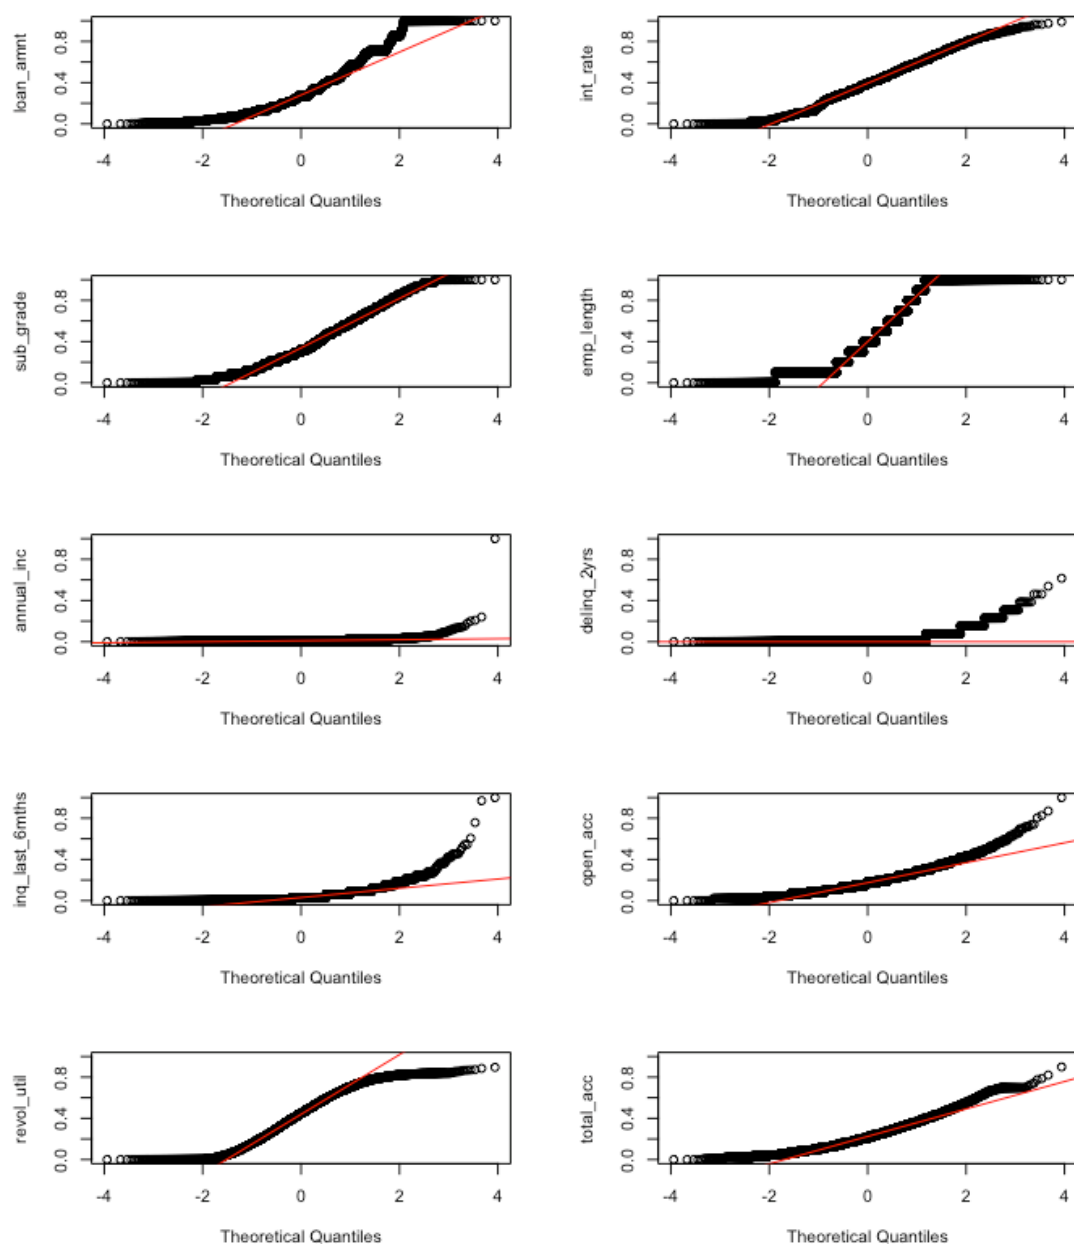 loan_amnt
0.0 0.4 0.8
-4 -2 0 2 4
Theoretical Quantiles
int_rate
0.0 0.4 0.8
-4 -2 0 2 4
Theoretical Quantiles
sub_grade
0.0 0.4 0.8
-4 -2 0 2 4
Theoretical Quantiles
emp_length
0.0 0.4 0.8
-4 -2 0 2 4
Theoretical Quantiles
annual_inc
0.0 0.4 0.8
-4 -2 0 2 4
Theoretical Quantiles
delinq_2yrs
0.0 0.4 0.8
-4 -2 0 2 4
Theoretical Quantiles
inq_last_6mths
0.0 0.4 0.8
-4 -2 0 2 4
Theoretical Quantiles
open_acc
0.0 0.4 0.8
-4 -2 0 2 4
Theoretical Quantiles
revol_util
0.0 0.4 0.8
-4 -2 0 2 4
Theoretical Quantiles
total_acc
0.0 0.4 0.8
-4 -2 0 2 4
Theoretical Quantiles